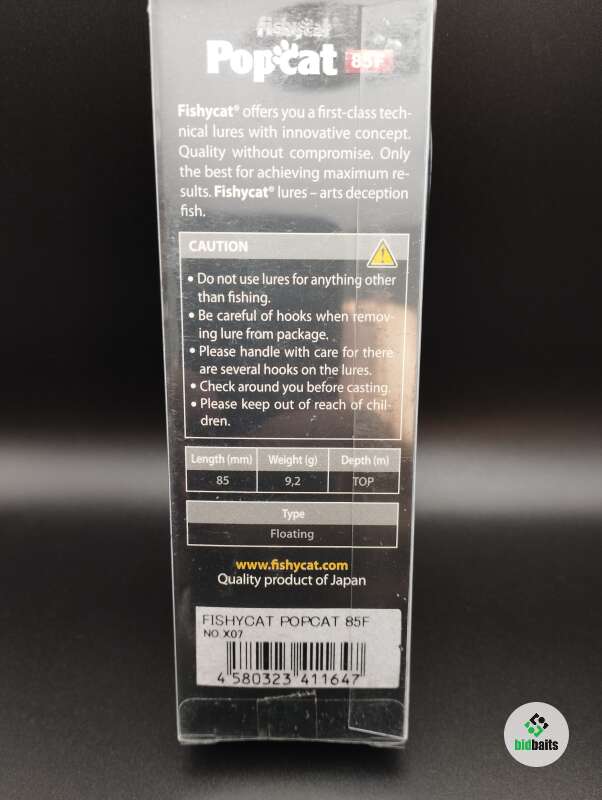 fishycat
Popcat 85F
Fishycat® offers you a first-class tech-
nical lures with innovative concept.
Quality without compromise. Only
the best for achieving maximum re-
sults. Fishycat® lures – arts deception
fish.
CAUTION
• Do not use lures for anything other
than fishing.
• Be careful of hooks when remov-
ing lure from package.
• Please handle with care for there
are several hooks on the lures.
• Check around you before casting.
• Please keep out of reach of chil-
dren.
Length (mm) Weight (g) Depth (m)
85 9,2 TOP
Type
Floating
www.fishycat.com
Quality product of Japan
FISHYCAT POPCAT 85F
NO.X07
4 580323 411647
bidbaits